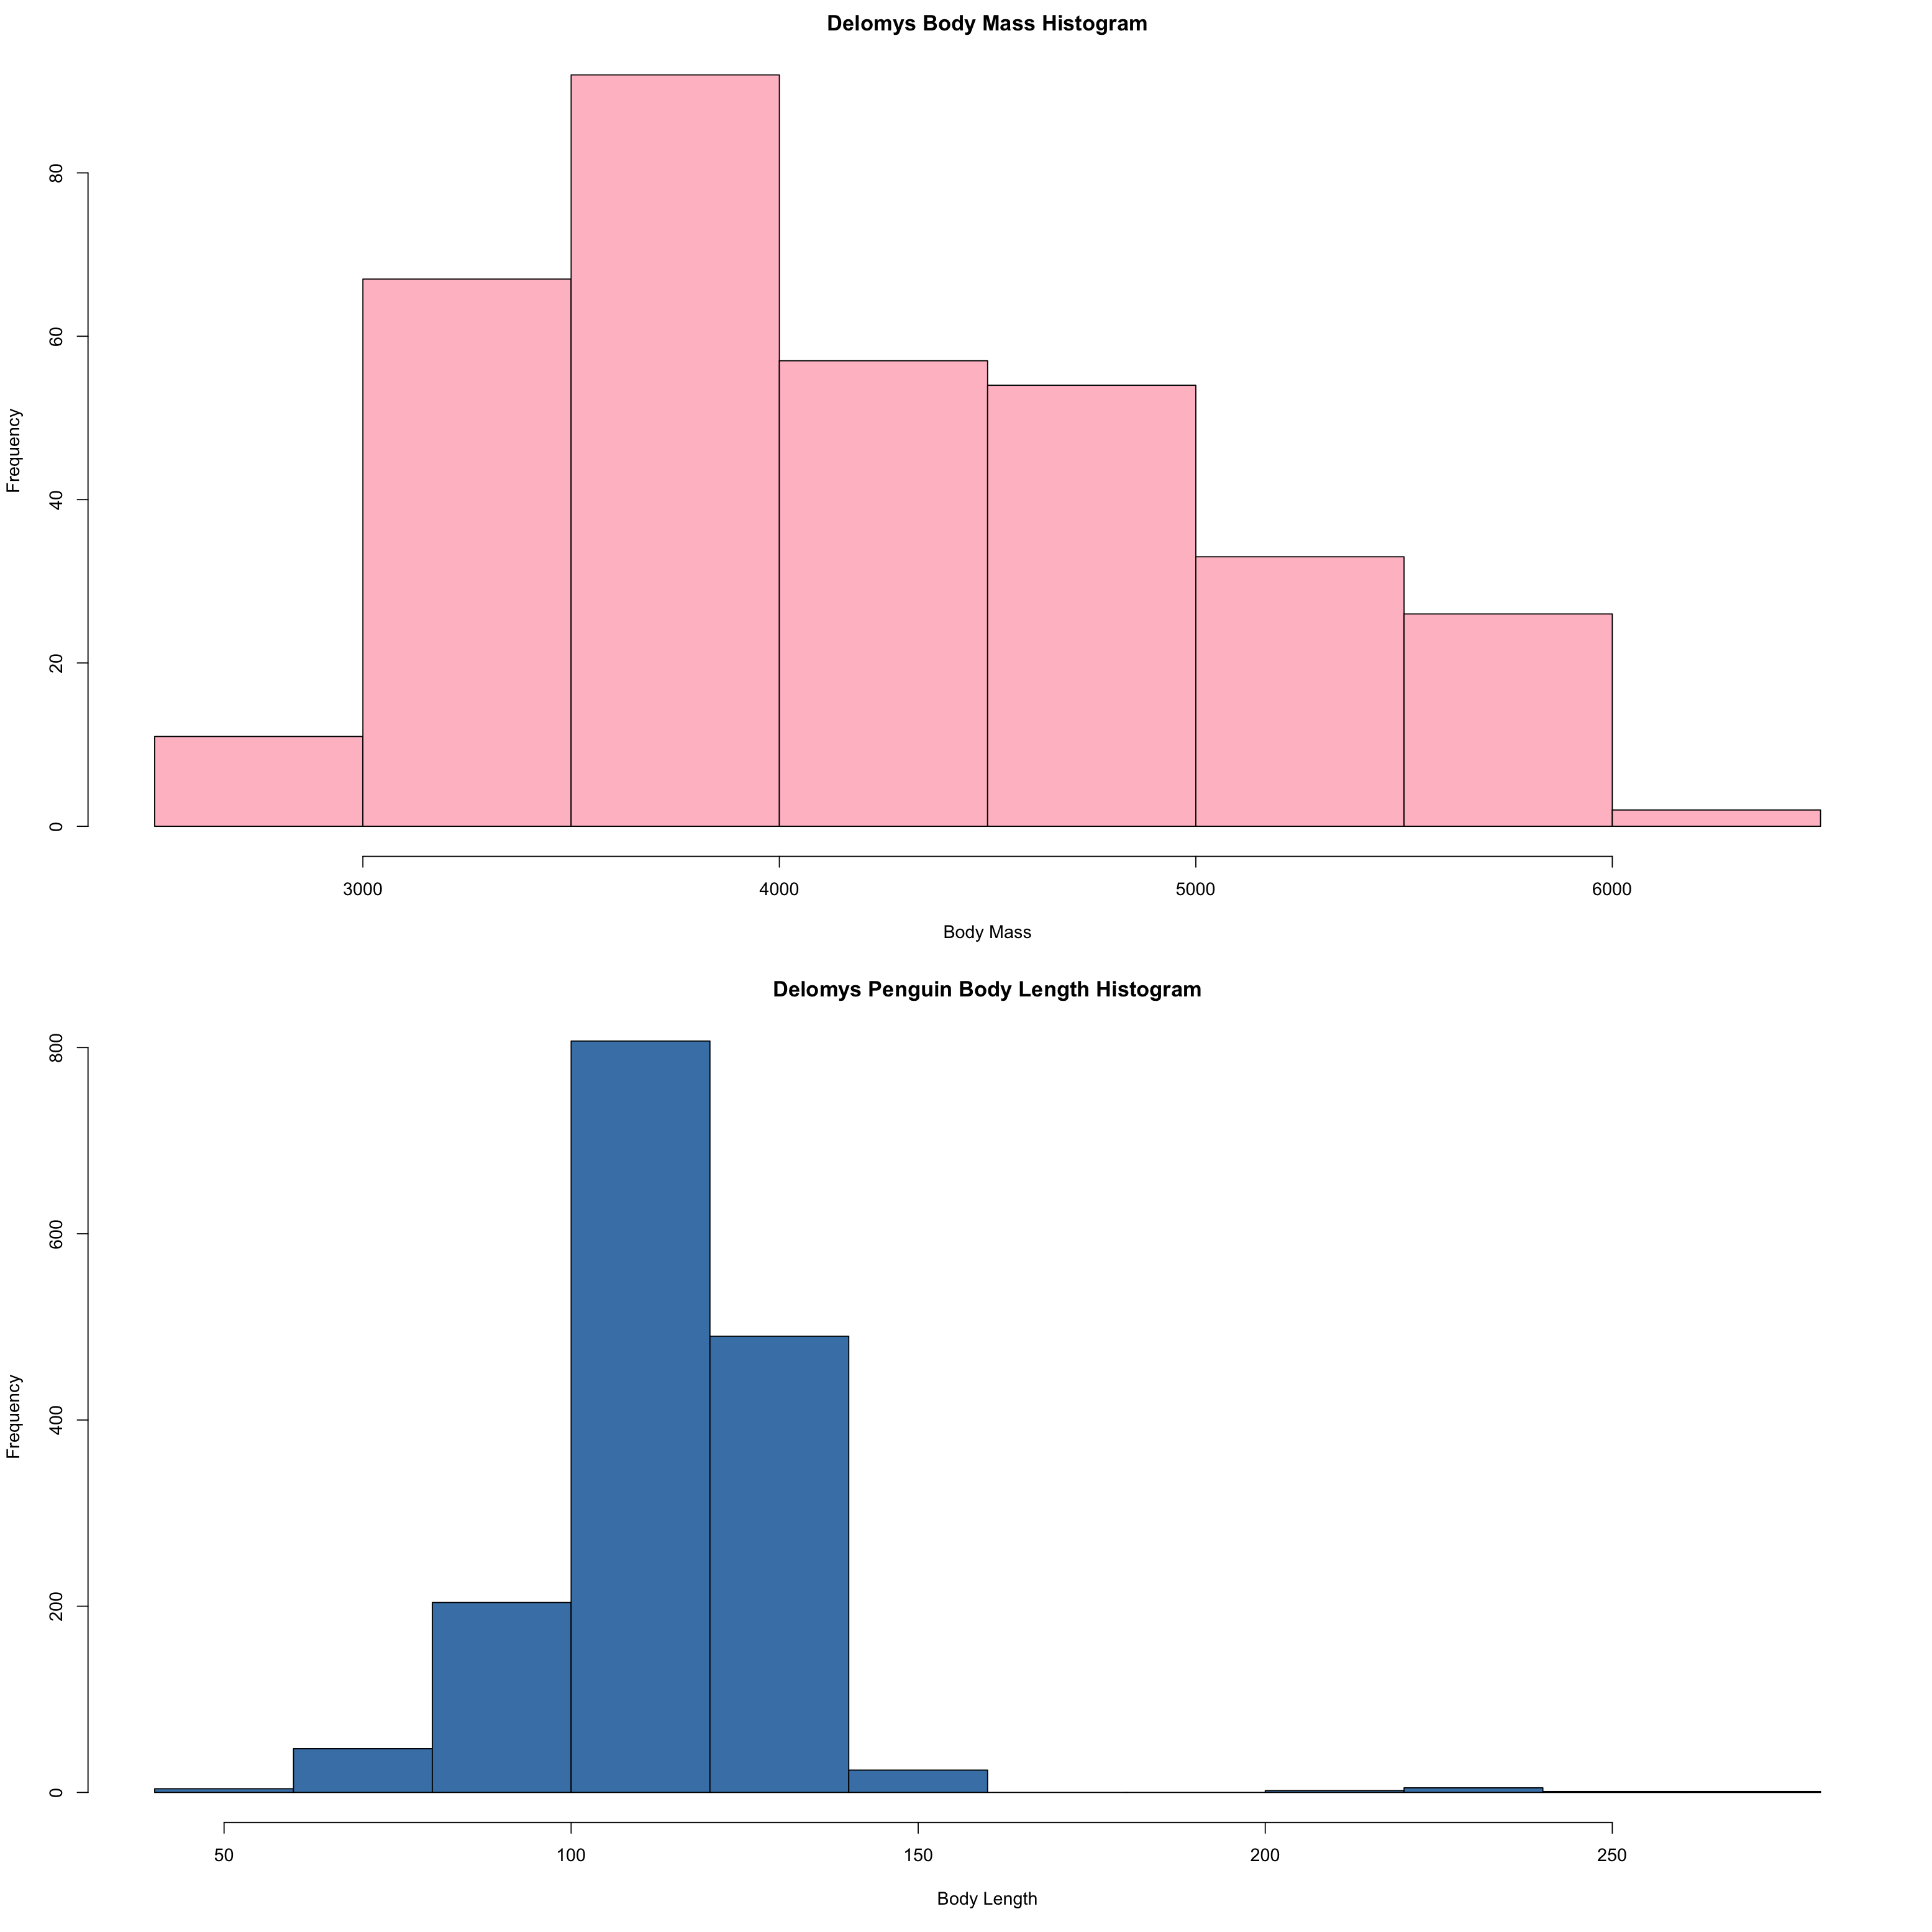 Delomys Body Mass Histogram
Frequency
80
60
40
20
0
3000 4000 5000 6000
Body Mass
Delomys Penguin Body Length Histogram
Frequency
800
600
400
200
0
50 100 150 200 250
Body Length